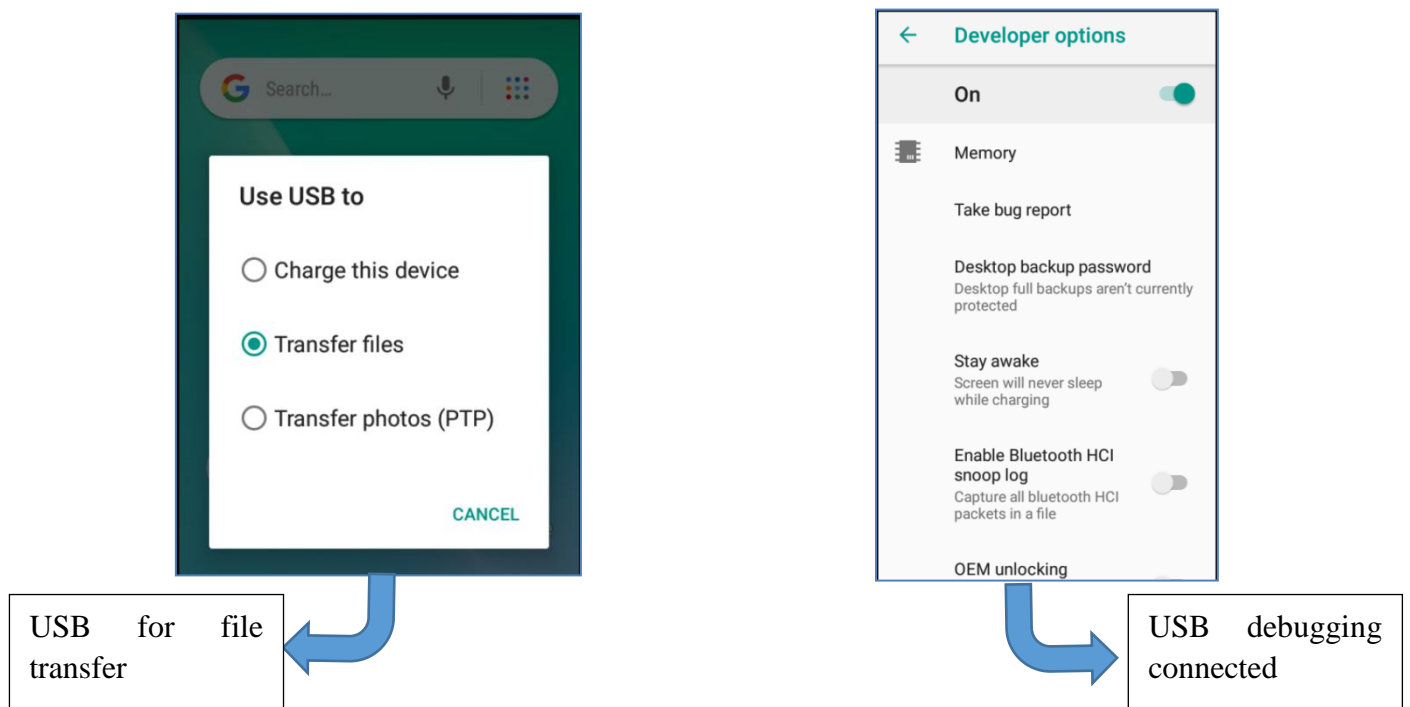 Search...
Use USB to
Charge this device
Transfer files
Transfer photos (PTP)
CANCEL
USB for file
transfer
Developer options
On
Memory
Take bug report
Desktop backup password
Desktop full backups aren't currently
protected
Stay awake
Screen will never sleep
while charging
Enable Bluetooth HCI
snoop log
Capture all bluetooth HCI
packets in a file
OEM unlocking
USB debugging
connected